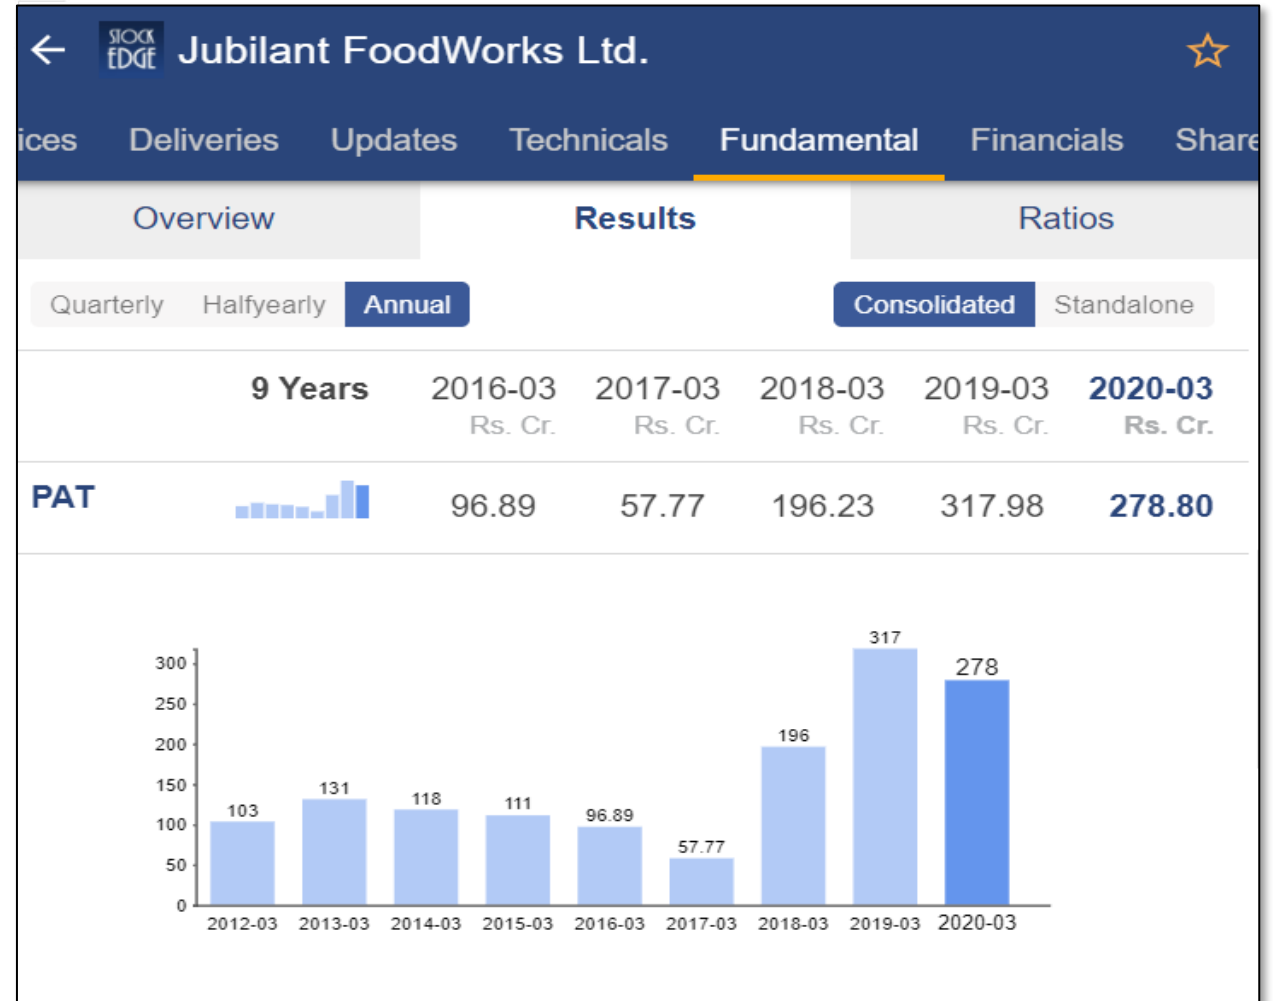 STOCK EDGE Jubilant FoodWorks Ltd.
ices Deliveries Updates Technicals Fundamental Financials Share
Overview Results Ratios
Quarterly Halfyearly Annual Consolidated Standalone
9 Years 2016-03 2017-03 2018-03 2019-03 2020-03
Rs. Cr. Rs. Cr. Rs. Cr. Rs. Cr. Rs. Cr.
PAT 96.89 57.77 196.23 317.98 278.80
317
300
278
250
200
196
150
131
118
111
103
100
96.89
57.77
50
0
2012-03 2013-03 2014-03 2015-03 2016-03 2017-03 2018-03 2019-03 2020-03